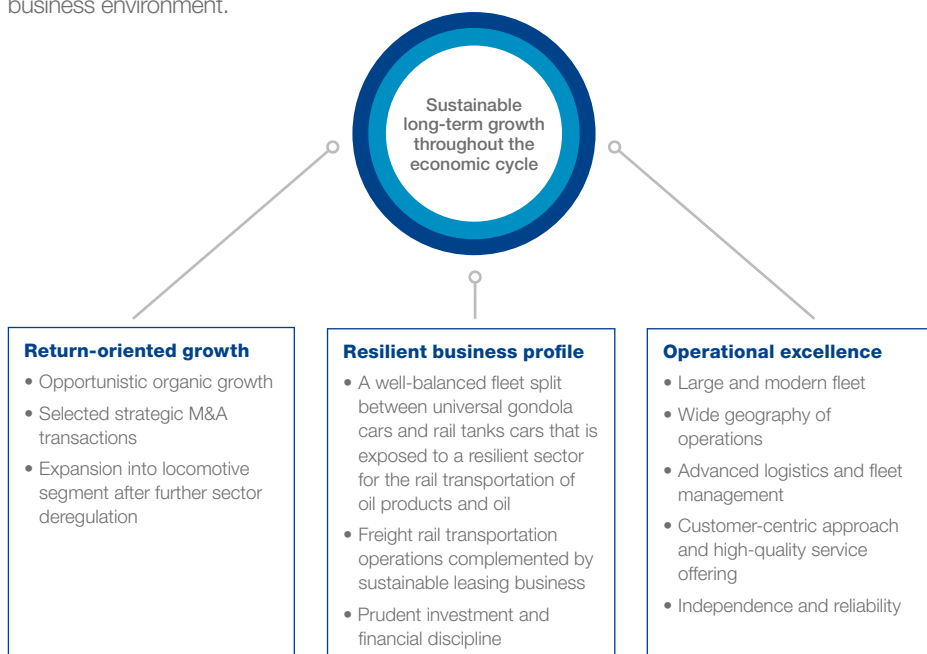 business environment.
Sustainable
long-term growth
throughout the
economic cycle
Return-oriented growth
• Opportunistic organic growth
• Selected strategic M&A
transactions
• Expansion into locomotive
segment after further sector
deregulation
Resilient business profile
• A well-balanced fleet split
between universal gondola
cars and rail tanks cars that is
exposed to a resilient sector
for the rail transportation of
oil products and oil
• Freight rail transportation
operations complemented by
sustainable leasing business
• Prudent investment and
financial discipline
Operational excellence
• Large and modern fleet
• Wide geography of
operations
• Advanced logistics and fleet
management
• Customer-centric approach
and high-quality service
offering
• Independence and reliability